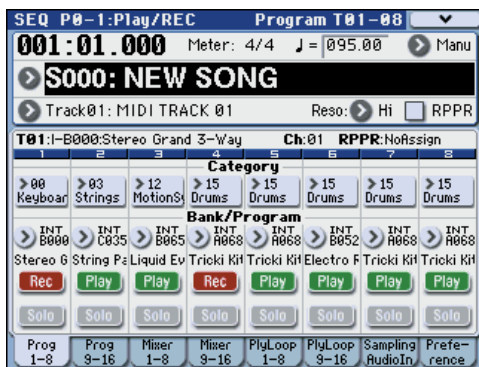 SEQ P0-1:Play/REC Program T01-08
001:01.000 Meter: 4/4 ♩= 095.00 Manu
S000: NEW SONG
Track01: MIDI TRACK 01 Reso: Hi RPPR
T01:I-B000:Stereo Grand 3-Way Ch:01 RPPR:NoAssign
1 2 3 4 5 6 7 8
Category
00 03 12 15 15 15 15 15
Keyboar Strings MotionS Drums Drums Drums Drums Drums
Bank/Program
INT INT INT INT INT INT INT INT
B000 C035 B065 A068 A068 B052 A068 A068
Stereo G String Pa Liquid Ev Tricki Kit Tricki Kit Electro F Tricki Kit Tricki Kit
Rec Play Play Rec Play Play Play Play
Solo Solo Solo Solo Solo Solo Solo Solo
Prog Prog Mixer Mixer PlyLoop PlyLoop Sampling Prefe-
1-8 9-16 1-8 9-16 1-8 9-16 AudioIn rence